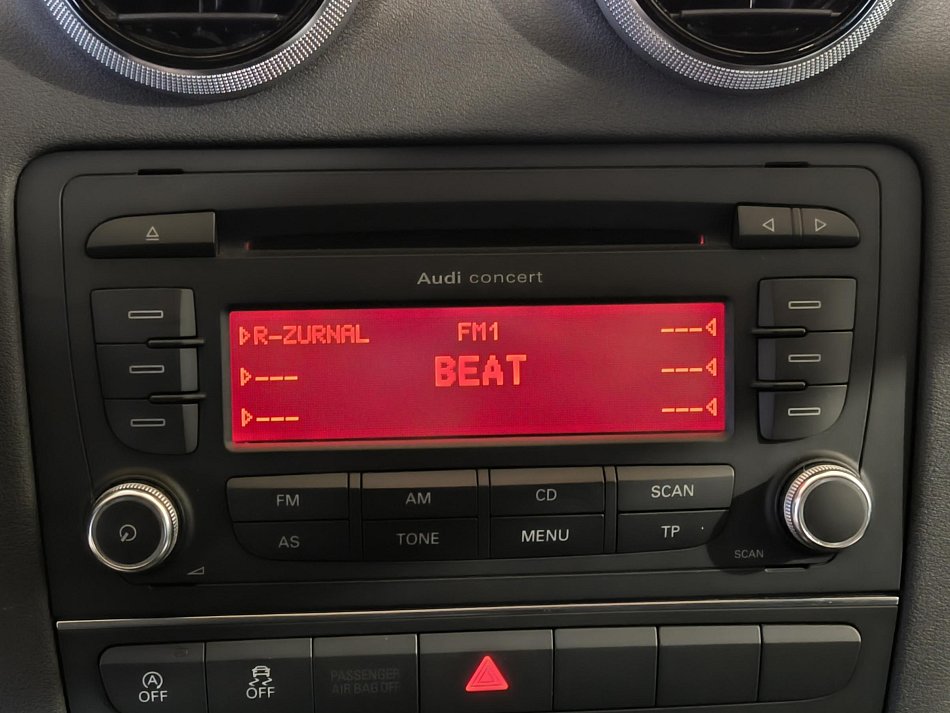 Audi concert
R-ZURNAL FM1 ---
--- BEAT ---
--- ---
FM AM CD SCAN
AS TONE MENU TP
SCAN
A OFF
OFF
PASSENGER
AIR BAG OFF